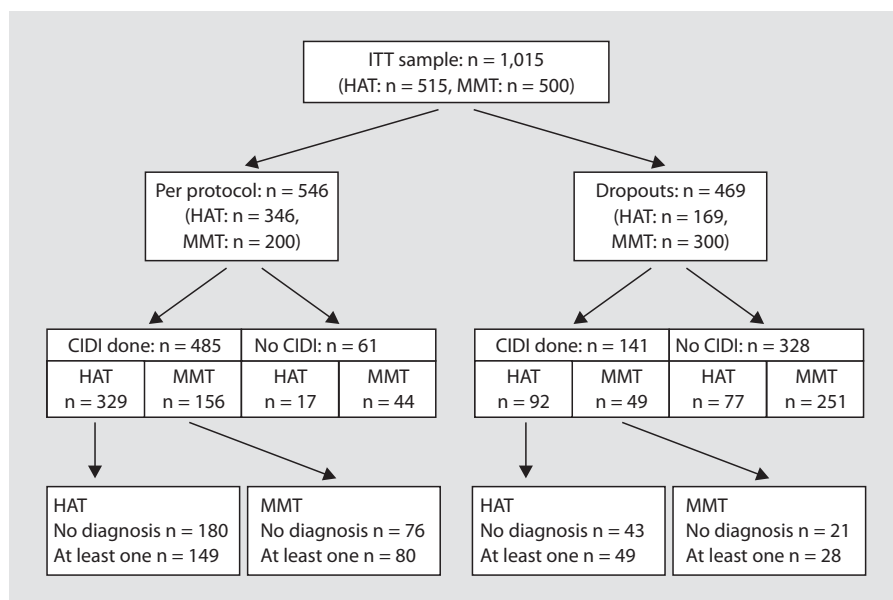 ITT sample: n = 1,015
(HAT: n = 515, MMT: n = 500)
Per protocol: n = 546
(HAT: n = 346,
MMT: n = 200)
Dropouts: n = 469
(HAT: n = 169,
MMT: n = 300)
CIDI done: n = 485
No CIDI: n = 61
HAT
n = 329
MMT
n = 156
HAT
n = 17
MMT
n = 44
CIDI done: n = 141
No CIDI: n = 328
HAT
n = 92
MMT
n = 49
HAT
n = 77
MMT
n = 251
HAT
No diagnosis n = 180
At least one n = 149
MMT
No diagnosis n = 76
At least one n = 80
HAT
No diagnosis n = 43
At least one n = 49
MMT
No diagnosis n = 21
At least one n = 28